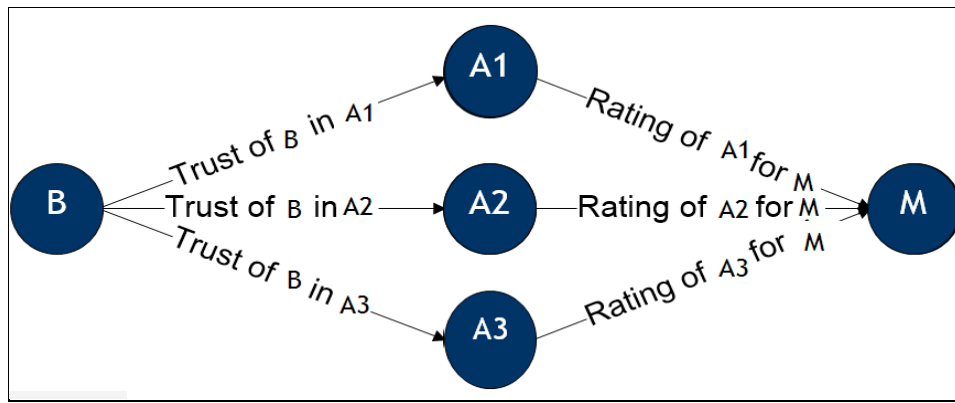 A1
Trust of B in A1
Rating of A1 for M
B
Trust of B in A2
A2
Rating of A2 for M
M
Trust of B in A3
Rating of A3 for M
A3